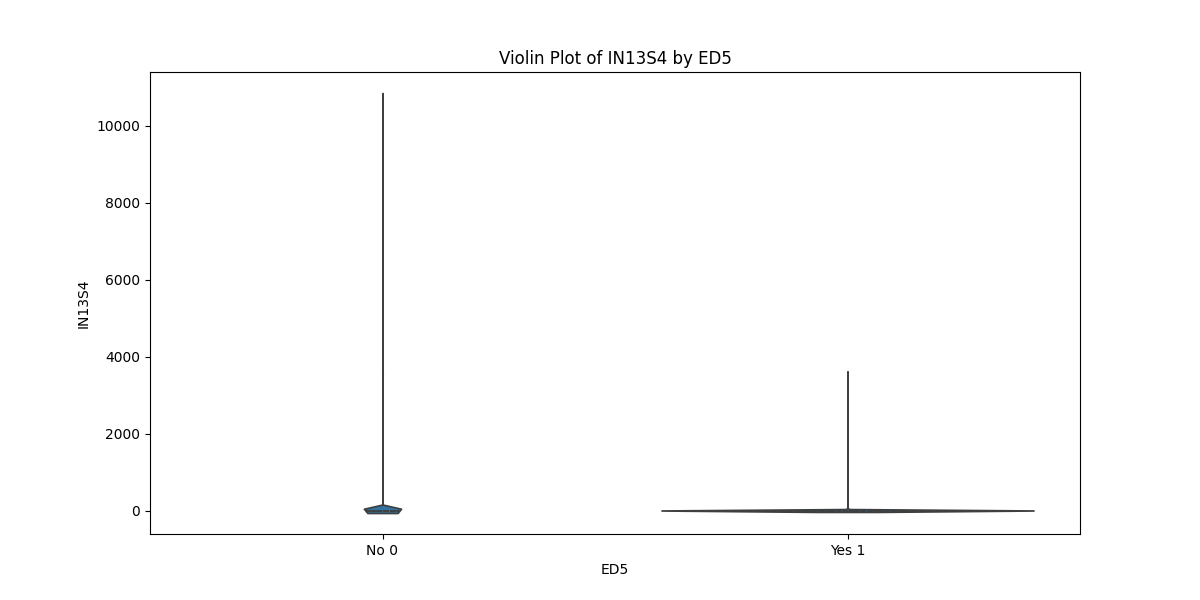 Violin Plot of IN13S4 by ED5
IN13S4
10000
8000
6000
4000
2000
0
No 0
Yes 1
ED5